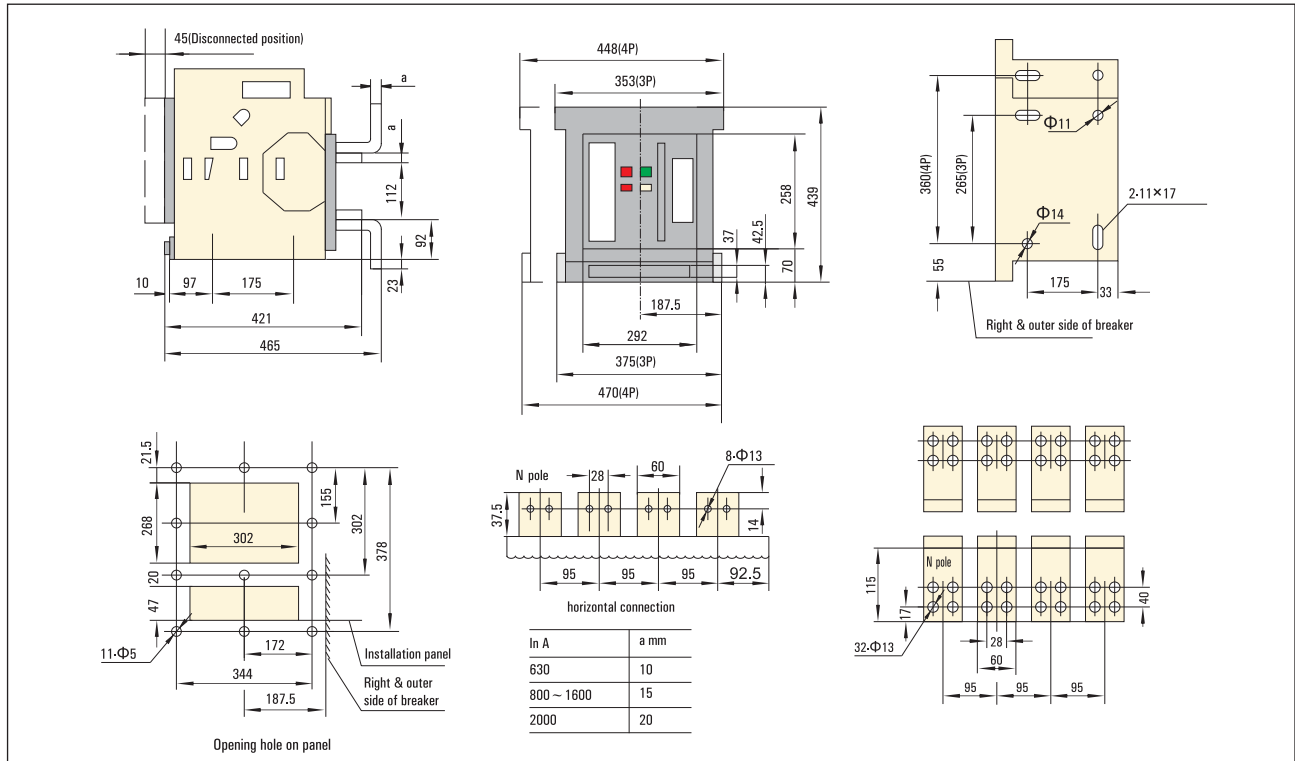 45(Disconnected position)
a
a
112
92
23
10
97
175
421
465
448(4P)
353(3P)
258
439
37
42.5
70
187.5
292
375(3P)
470(4P)
360(4P)
265(3P)
Φ11
2-11×17
Φ14
55
175
33
Right & outer side of breaker
21.5
268
302
155
302
378
20
47
11-Φ5
172
344
187.5
Installation panel
Right & outer
side of breaker
Opening hole on panel
N pole
28
60
8-Φ13
37.5
14
95
95
95
92.5
horizontal connection
In A
a mm
630
10
800 ~ 1600
15
2000
20
N pole
115
17
40
32-Φ13
28
60
95
95
95